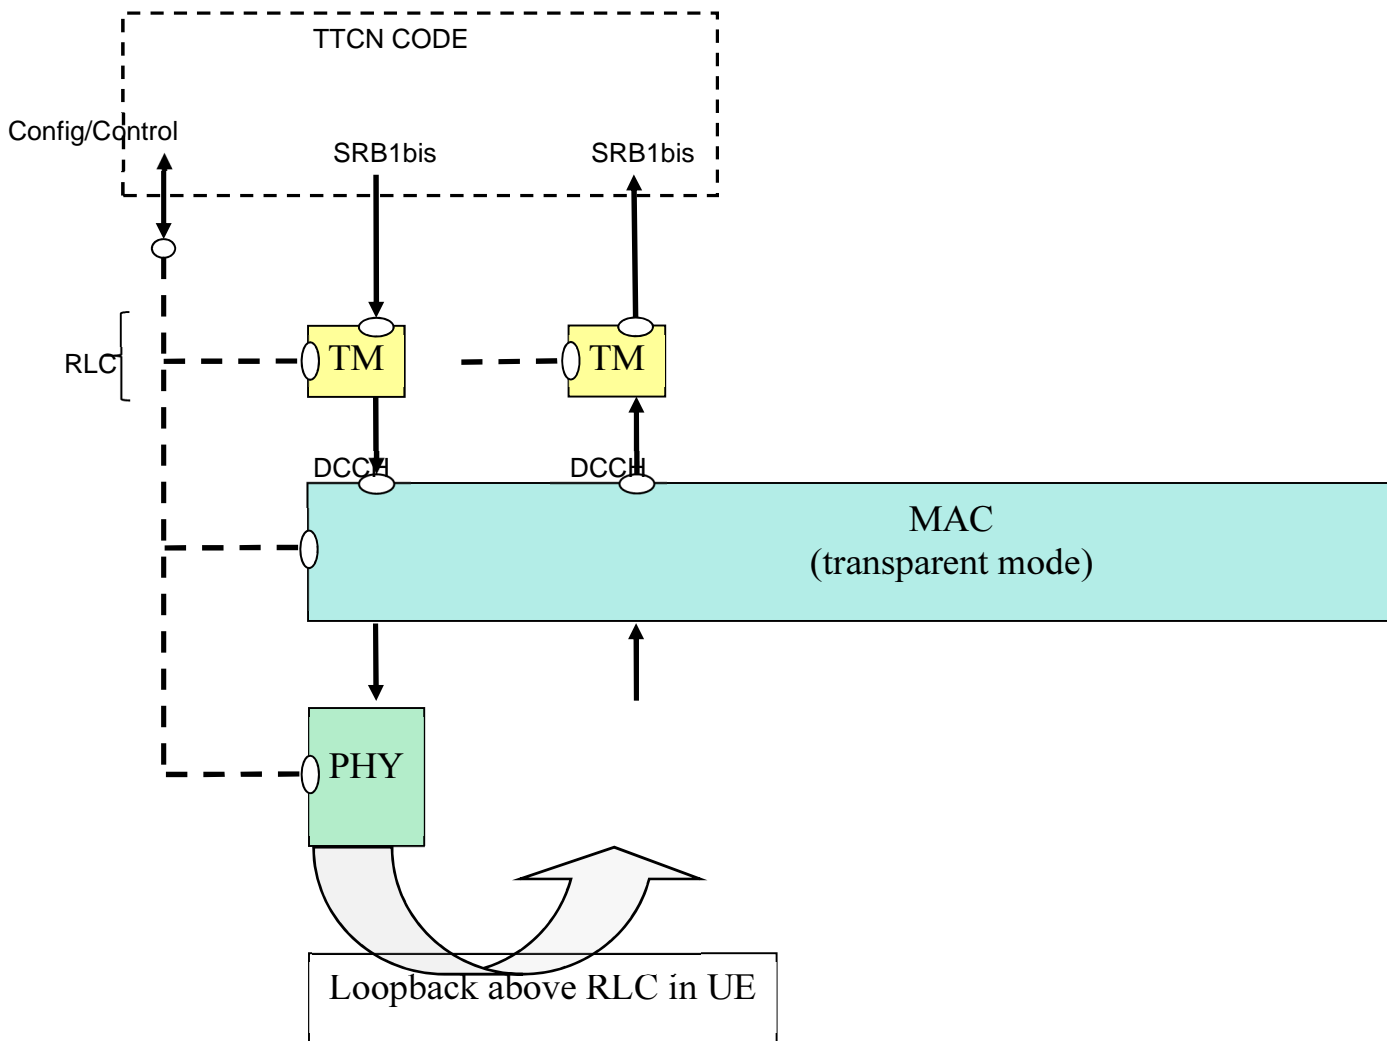 TTCN CODE
Config/Control
SRB1bis
SRB1bis
RLC
TM
TM
DCCH
DCCH
MAC
(transparent mode)
PHY
Loopback above RLC in UE